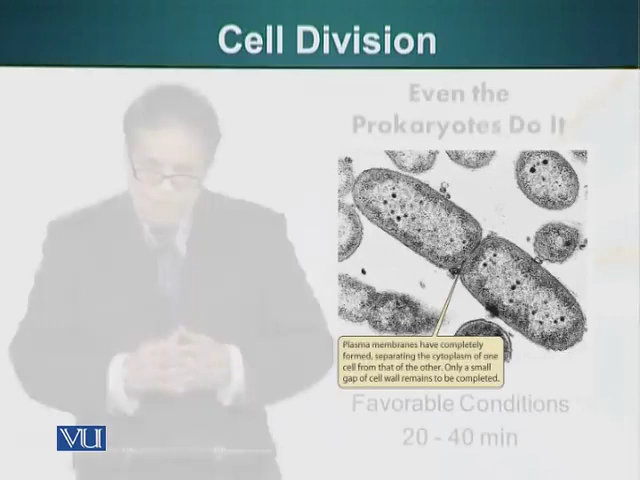 Cell Division
Even the
Prokaryotes Do It
Plasma membranes have completely
formed, separating the cytoplasm of one
cell from that of the other. Only a small
gap of cell wall remains to be completed.
Favorable Conditions
20 - 40 min
VU